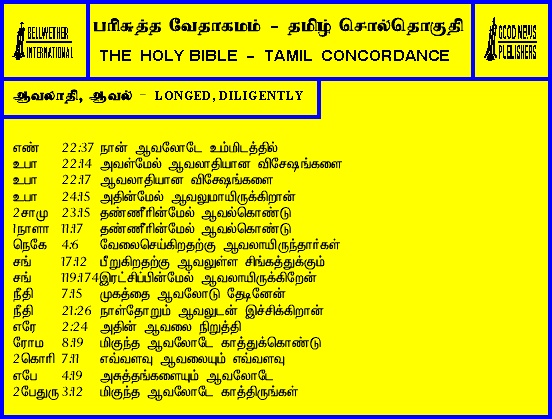 BELLWETHER
INTERNATIONAL
பரிசுத்த வேதாகமம் - தமிழ் சொல்தொகுதி
THE HOLY BIBLE - TAMIL CONCORDANCE
GOOD NEWS
PUBLISHERS
ஆவலாதி, ஆவல் - LONGED, DILIGENTLY
எண் 22:37 நான் ஆவலோடே உம்மிடத்தில்
உபா 22:14 அவள்மேல் ஆவலாதியான விசேஷங்களை
உபா 22:17 ஆவலாதியான விசேஷங்களை
உபா 24:15 அதின்மேல் ஆவலுமாயிருக்கிறான்
2சாமு 23:15 தண்ணீரின்மேல் ஆவல்கொண்டு
1நாளா 11:17 தண்ணீரின்மேல் ஆவல்கொண்டு
நெகே 4:6 வேலைசெய்கிறதற்கு ஆவலாயிருந்தார்கள்
சங் 17:12 பீறுகிறதற்கு ஆவலுள்ள சிங்கத்துக்கும்
சங் 119:174இரட்சிப்பின்மேல் ஆவலாயிருக்கிறேன்
நீதி 7:15 முகத்தை ஆவலோடு தேடினேன்
நீதி 21:26 நாள்தோறும் ஆவலுடன் இச்சிக்கிறான்
எரே 2:24 அதின் ஆவலை நிறுத்தி
ரோம 8:19 மிகுந்த ஆவலோடே காத்துக்கொண்டு
2கொரி 7:11 எவ்வளவு ஆவலையும் எவ்வளவு
எபே 4:19 அசுத்தங்களையும் ஆவலோடே
2பேதுரு 3:12 மிகுந்த ஆவலோடே காத்திருங்கள்